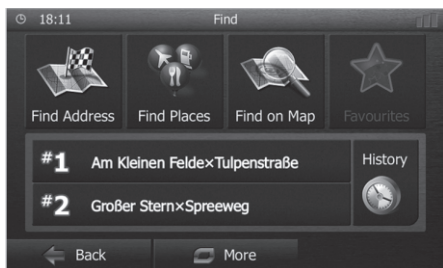 18:11 Find
Find Address Find Places Find on Map Favourites
#1 Am Kleinen Felde×Tulpenstraße History
#2 Großer Stern×Spreeweg
Back More